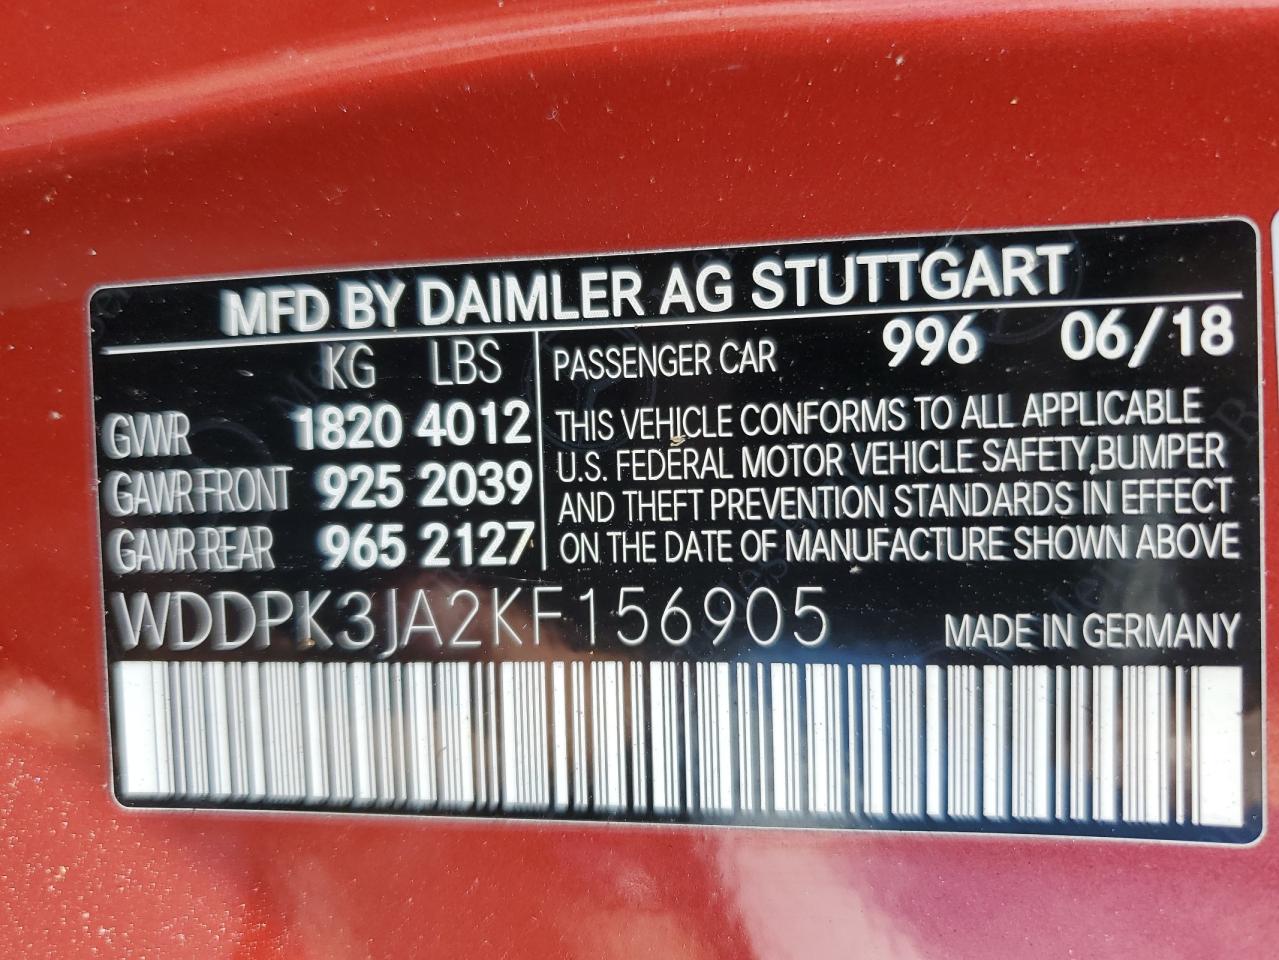 MFD BY DAIMLER AG STUTTGART
KG LBS
GVWR 1820 4012
GAWR FRONT 925 2039
GAWR REAR 965 2127
PASSENGER CAR 996 06/18
THIS VEHICLE CONFORMS TO ALL APPLICABLE
U.S. FEDERAL MOTOR VEHICLE SAFETY,BUMPER
AND THEFT PREVENTION STANDARDS IN EFFECT
ON THE DATE OF MANUFACTURE SHOWN ABOVE
WDDPK3JA2KF156905 MADE IN GERMANY